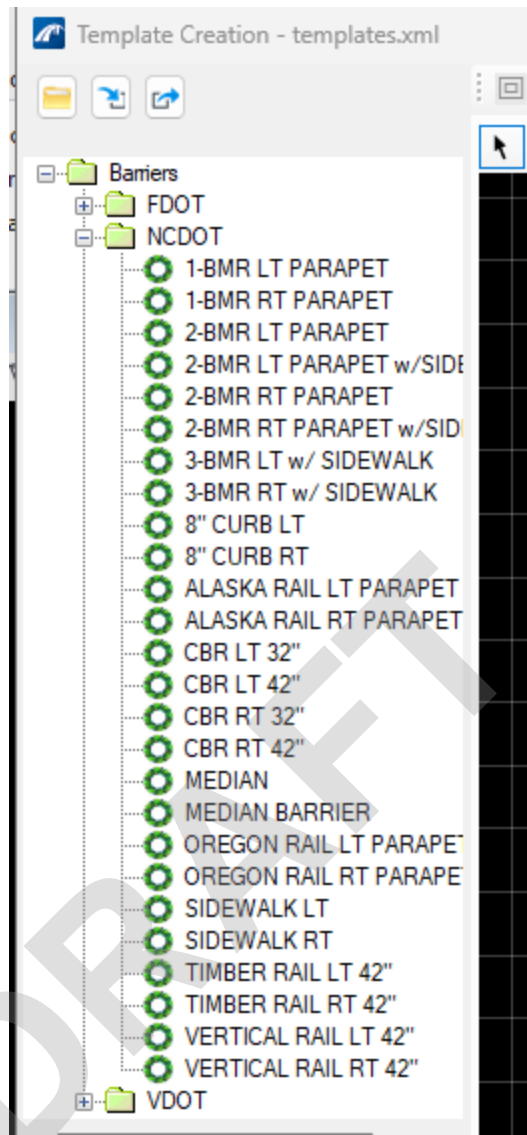 Template Creation - templates.xml
Barriers
FDOT
NCDOT
1-BMR LT PARAPET
1-BMR RT PARAPET
2-BMR LT PARAPET
2-BMR LT PARAPET w/SIDE
2-BMR RT PARAPET
2-BMR RT PARAPET w/SID
3-BMR LT w/ SIDEWALK
3-BMR RT w/ SIDEWALK
8" CURB LT
8" CURB RT
ALASKA RAIL LT PARAPET
ALASKA RAIL RT PARAPET
CBR LT 32"
CBR LT 42"
CBR RT 32"
CBR RT 42"
MEDIAN
MEDIAN BARRIER
OREGON RAIL LT PARAPET
OREGON RAIL RT PARAPE
SIDEWALK LT
SIDEWALK RT
TIMBER RAIL LT 42"
TIMBER RAIL RT 42"
VERTICAL RAIL LT 42"
VERTICAL RAIL RT 42"
VDOT
DRAFT